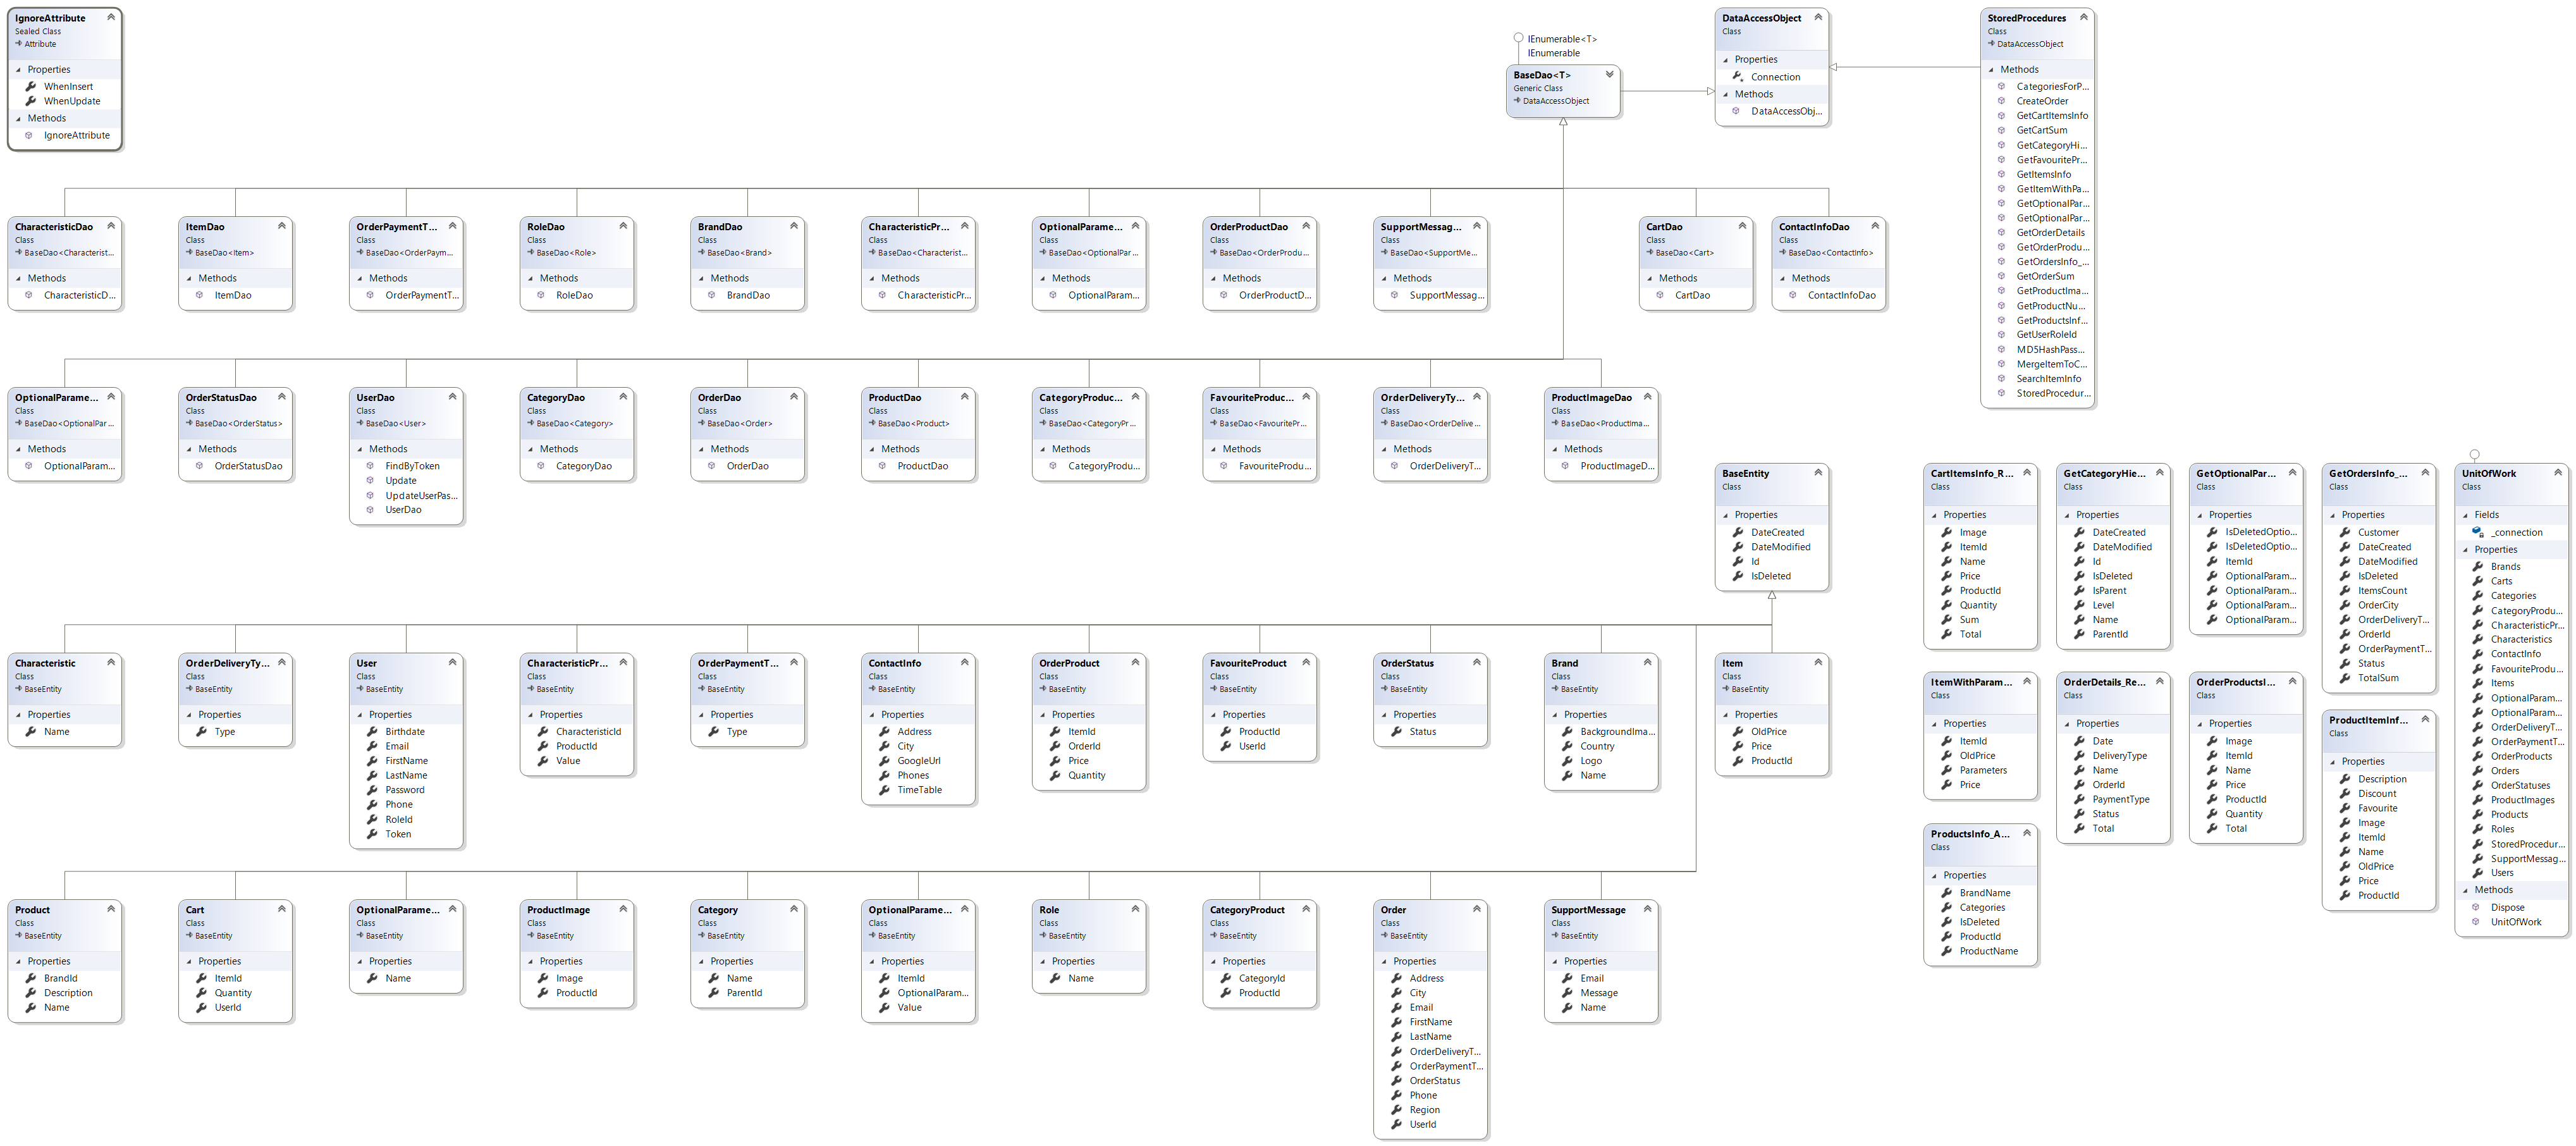 IgnoreAttribute
Sealed Class
Attribute
Properties
WhenInsert
WhenUpdate
Methods
IgnoreAttribute
IEnumerable<T>
IEnumerable
BaseDao<T>
Generic Class
DataAccessObject
DataAccessObject
Class
Properties
Connection
Methods
DataAccessObj...
StoredProcedures
Class
DataAccessObject
Methods
CategoriesForP...
CreateOrder
GetCartItemsInfo
GetCartSum
GetCategoryHi...
GetFavouritePr...
GetItemsInfo
GetItemWithPa...
GetOptionalPar...
GetOptionalPar...
GetOrderDetails
GetOrderProdu...
GetOrdersInfo_...
GetOrderSum
GetProductIma...
GetProductNu...
GetProductsInf...
GetUserRoleId
MD5HashPass...
MergeItemToC...
SearchItemInfo
StoredProcedur...
CharacteristicDao
Class
BaseDao<Characterist...
Methods
CharacteristicD...
ItemDao
Class
BaseDao<Item>
Methods
ItemDao
OrderPaymentT...
Class
BaseDao<OrderPaym...
Methods
OrderPaymentT...
RoleDao
Class
BaseDao<Role>
Methods
RoleDao
BrandDao
Class
BaseDao<Brand>
Methods
BrandDao
CharacteristicPr...
Class
BaseDao<Characterist...
Methods
CharacteristicPr...
OptionalParame...
Class
BaseDao<OptionalPar...
Methods
OptionalParam...
OrderProductDao
Class
BaseDao<OrderProdu...
Methods
OrderProductD...
SupportMessag...
Class
BaseDao<SupportMe...
Methods
SupportMessag...
CartDao
Class
BaseDao<Cart>
Methods
CartDao
ContactInfoDao
Class
BaseDao<ContactInfo>
Methods
ContactInfoDao
OptionalParame...
Class
BaseDao<OptionalPar...
Methods
OptionalParam...
OrderStatusDao
Class
BaseDao<OrderStatus>
Methods
OrderStatusDao
UserDao
Class
BaseDao<User>
Methods
FindByToken
Update
UpdateUserPas...
UserDao
CategoryDao
Class
BaseDao<Category>
Methods
CategoryDao
OrderDao
Class
BaseDao<Order>
Methods
OrderDao
ProductDao
Class
BaseDao<Product>
Methods
ProductDao
CategoryProduc...
Class
BaseDao<CategoryPr...
Methods
CategoryProdu...
FavouriteProduc...
Class
BaseDao<FavouritePr...
Methods
FavouriteProdu...
OrderDeliveryTy...
Class
BaseDao<OrderDelive...
Methods
OrderDeliveryT...
ProductImageDao
Class
BaseDao<ProductIma...
Methods
ProductImageD...
BaseEntity
Class
Properties
DateCreated
DateModified
Id
IsDeleted
CartItemsInfo_R...
Class
Properties
Image
ItemId
Name
Price
ProductId
Quantity
Sum
Total
GetCategoryHie...
Class
Properties
DateCreated
DateModified
Id
IsDeleted
IsParent
Level
Name
ParentId
GetOptionalPar...
Class
Properties
IsDeletedOptio...
IsDeletedOptio...
ItemId
OptionalParam...
OptionalParam...
OptionalParam...
OptionalParam...
GetOrdersInfo_...
Class
Properties
Customer
DateCreated
DateModified
IsDeleted
ItemsCount
OrderCity
OrderDeliveryT...
OrderId
OrderPaymentT...
Status
TotalSum
UnitOfWork
Class
Fields
_connection
Properties
Brands
Carts
Categories
CategoryProdu...
CharacteristicPr...
Characteristics
ContactInfo
FavouriteProdu...
Items
OptionalParam...
OptionalParam...
OrderDeliveryT...
OrderPaymentT...
OrderProducts
Orders
OrderStatuses
ProductImages
Products
Roles
StoredProcedur...
SupportMessag...
Users
Methods
Dispose
UnitOfWork
Characteristic
Class
BaseEntity
Properties
Name
OrderDeliveryTy...
Class
BaseEntity
Properties
Type
User
Class
BaseEntity
Properties
Birthdate
Email
FirstName
LastName
Password
Phone
RoleId
Token
CharacteristicPr...
Class
BaseEntity
Properties
CharacteristicId
ProductId
Value
OrderPaymentT...
Class
BaseEntity
Properties
Type
ContactInfo
Class
BaseEntity
Properties
Address
City
GoogleUrl
Phones
TimeTable
OrderProduct
Class
BaseEntity
Properties
ItemId
OrderId
Price
Quantity
FavouriteProduct
Class
BaseEntity
Properties
ProductId
UserId
OrderStatus
Class
BaseEntity
Properties
Status
Brand
Class
BaseEntity
Properties
BackgroundIma...
Country
Logo
Name
Item
Class
BaseEntity
Properties
OldPrice
Price
ProductId
ItemWithParam...
Class
Properties
ItemId
OldPrice
Parameters
Price
OrderDetails_Re...
Class
Properties
Date
DeliveryType
Name
OrderId
PaymentType
Status
Total
OrderProductsI...
Class
Properties
Image
ItemId
Name
Price
ProductId
Quantity
Total
ProductItemInf...
Class
Properties
Description
Discount
Favourite
Image
ItemId
Name
OldPrice
Price
ProductId
ProductsInfo_A...
Class
Properties
BrandName
Categories
IsDeleted
ProductId
ProductName
Product
Class
BaseEntity
Properties
BrandId
Description
Name
Cart
Class
BaseEntity
Properties
ItemId
Quantity
UserId
OptionalParame...
Class
BaseEntity
Properties
Name
ProductImage
Class
BaseEntity
Properties
Image
ProductId
Category
Class
BaseEntity
Properties
Name
ParentId
OptionalParame...
Class
BaseEntity
Properties
ItemId
OptionalParam...
Value
Role
Class
BaseEntity
Properties
Name
CategoryProduct
Class
BaseEntity
Properties
CategoryId
ProductId
Order
Class
BaseEntity
Properties
Address
City
Email
FirstName
LastName
OrderDeliveryT...
OrderPaymentT...
OrderStatus
Phone
Region
UserId
SupportMessage
Class
BaseEntity
Properties
Email
Message
Name